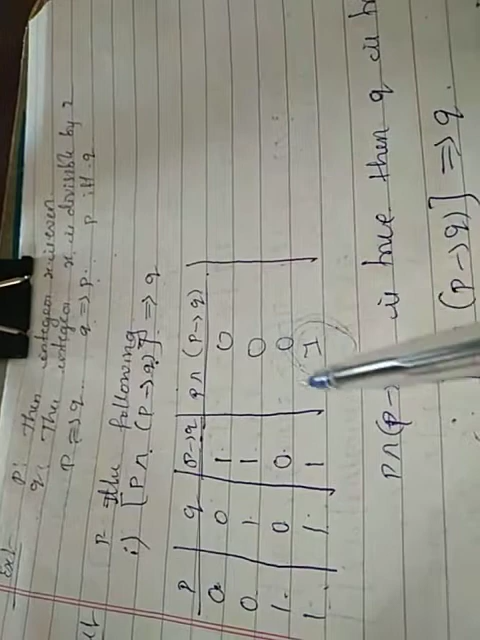 Ex).
P: Then integer x is even
q: The integer x is divisible by 2
P => q q => p. p iff q
the following
i) [P ∧ (P → q)] => q
P q P→q P ∧ (P → q)
0 0 1 0
0 1 1 0
1 0 0 0
1 1 1 1
P ∧ (P → is true then q is
(P → q)] => q.